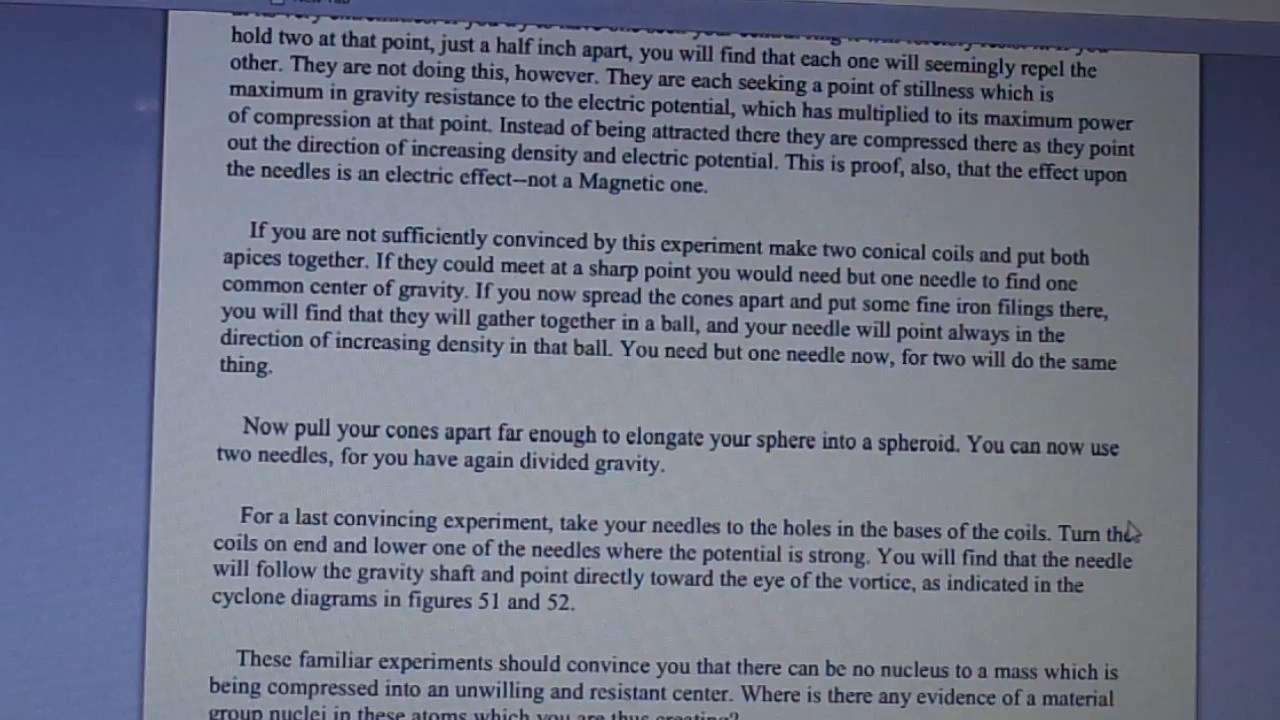 hold two at that point, just a half inch apart, you will find that each one will seemingly repel the
other. They are not doing this, however. They are each seeking a point of stillness which is
maximum in gravity resistance to the electric potential, which has multiplied to its maximum power
of compression at that point. Instead of being attracted there they are compressed there as they point
out the direction of increasing density and electric potential. This is proof, also, that the effect upon
the needles is an electric effect--not a Magnetic one.
If you are not sufficiently convinced by this experiment make two conical coils and put both
apices together. If they could meet at a sharp point you would need but one needle to find one
common center of gravity. If you now spread the cones apart and put some fine iron filings there,
you will find that they will gather together in a ball, and your needle will point always in the
direction of increasing density in that ball. You need but one needle now, for two will do the same
thing.
Now pull your cones apart far enough to elongate your sphere into a spheroid. You can now use
two needles, for you have again divided gravity.
For a last convincing experiment, take your needles to the holes in the bases of the coils. Turn the
coils on end and lower one of the needles where the potential is strong. You will find that the needle
will follow the gravity shaft and point directly toward the eye of the vortice, as indicated in the
cyclone diagrams in figures 51 and 52.
These familiar experiments should convince you that there can be no nucleus to a mass which is
being compressed into an unwilling and resistant center. Where is there any evidence of a material
group nuclei in these atoms which you are thus creating?